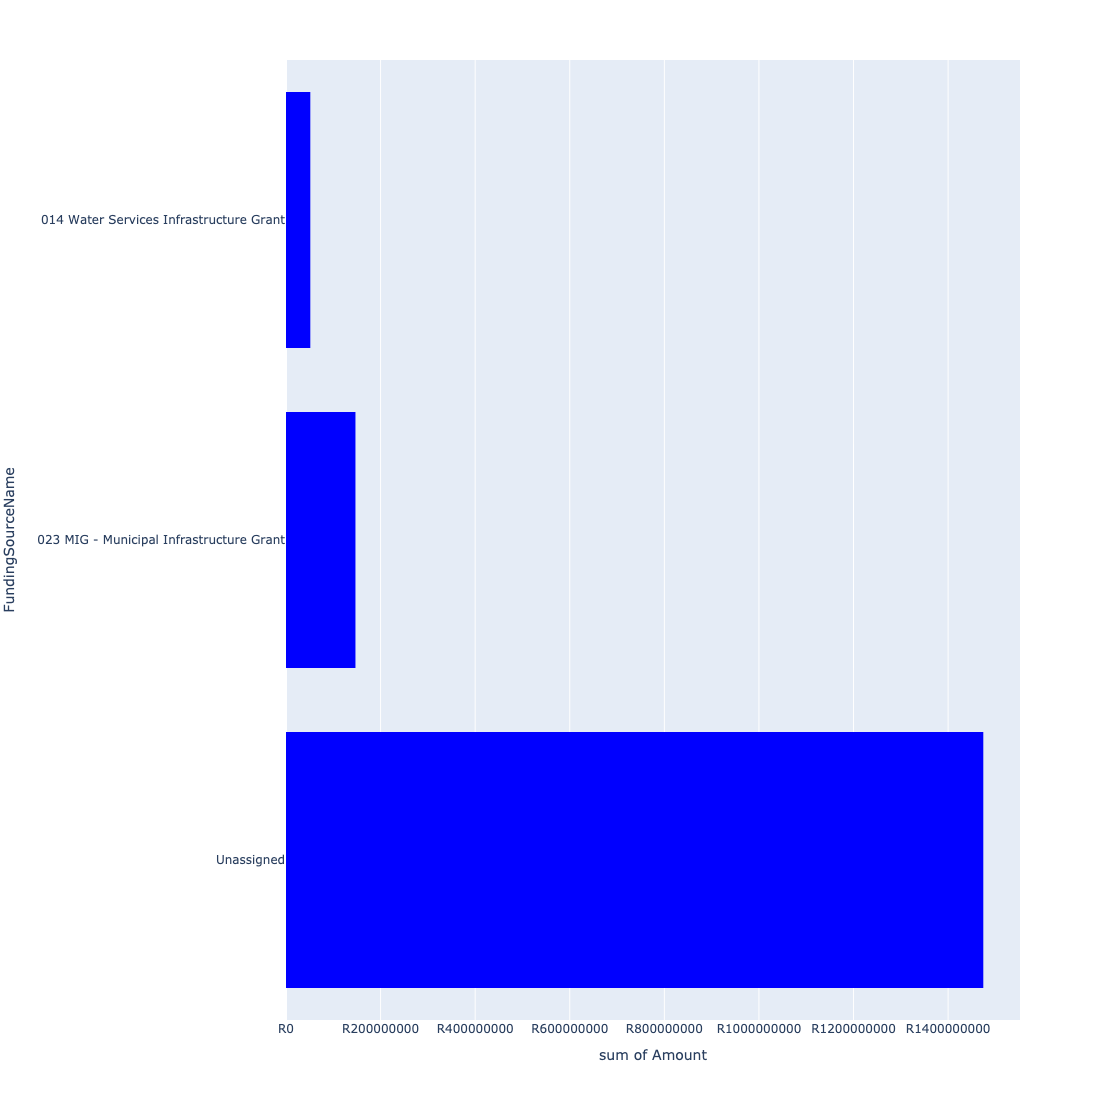 014 Water Services Infrastructure Grant
023 MIG - Municipal Infrastructure Grant
Unassigned
FundingSourceName
R0
R200000000
R400000000
R600000000
R800000000
R1000000000
R1200000000
R1400000000
sum of Amount